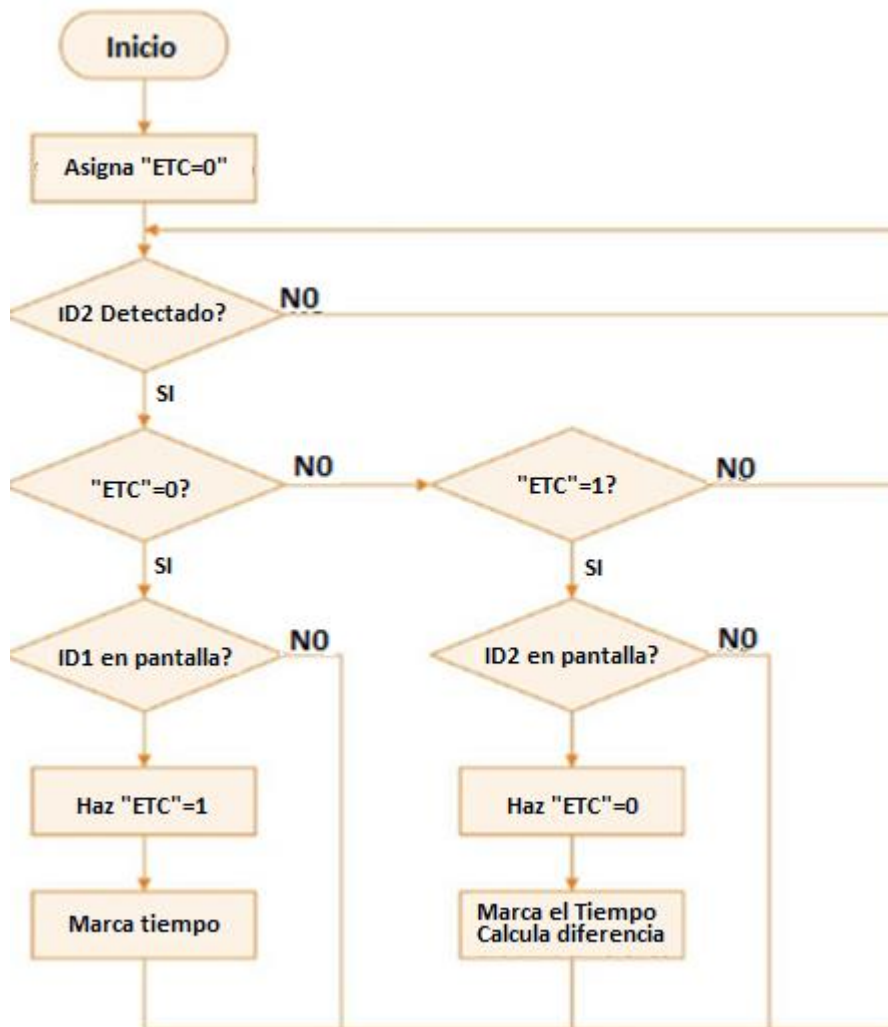 Inicio
Asigna "ETC=0"
ID2 Detectado?
N0
SI
"ETC"=0?
N0
"ETC"=1?
N0
SI
SI
ID1 en pantalla?
N0
ID2 en pantalla?
N0
Haz "ETC"=1
Haz "ETC"=0
Marca tiempo
Marca el Tiempo
Calcula diferencia